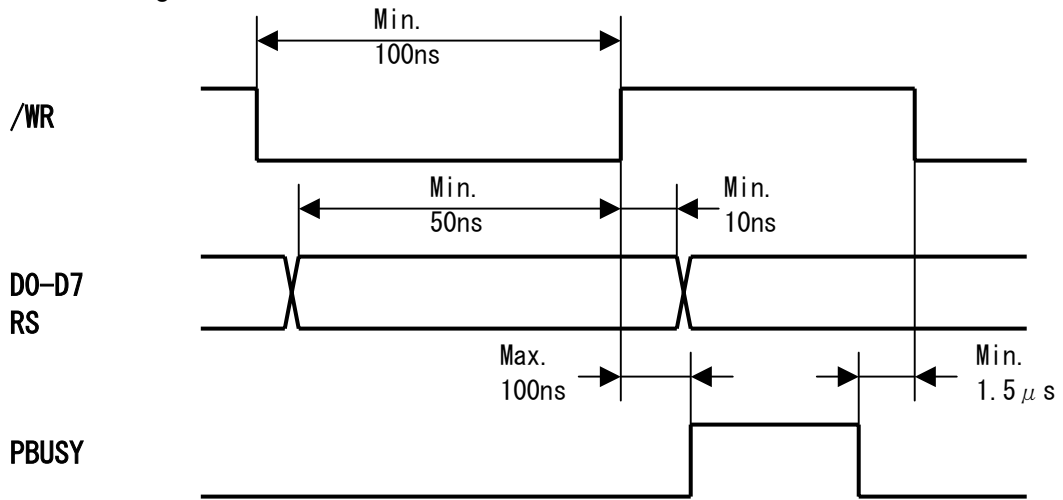 Min.
100ns
/WR
Min.
50ns
Min.
10ns
D0-D7
RS
Max.
100ns
Min.
1.5μs
PBUSY